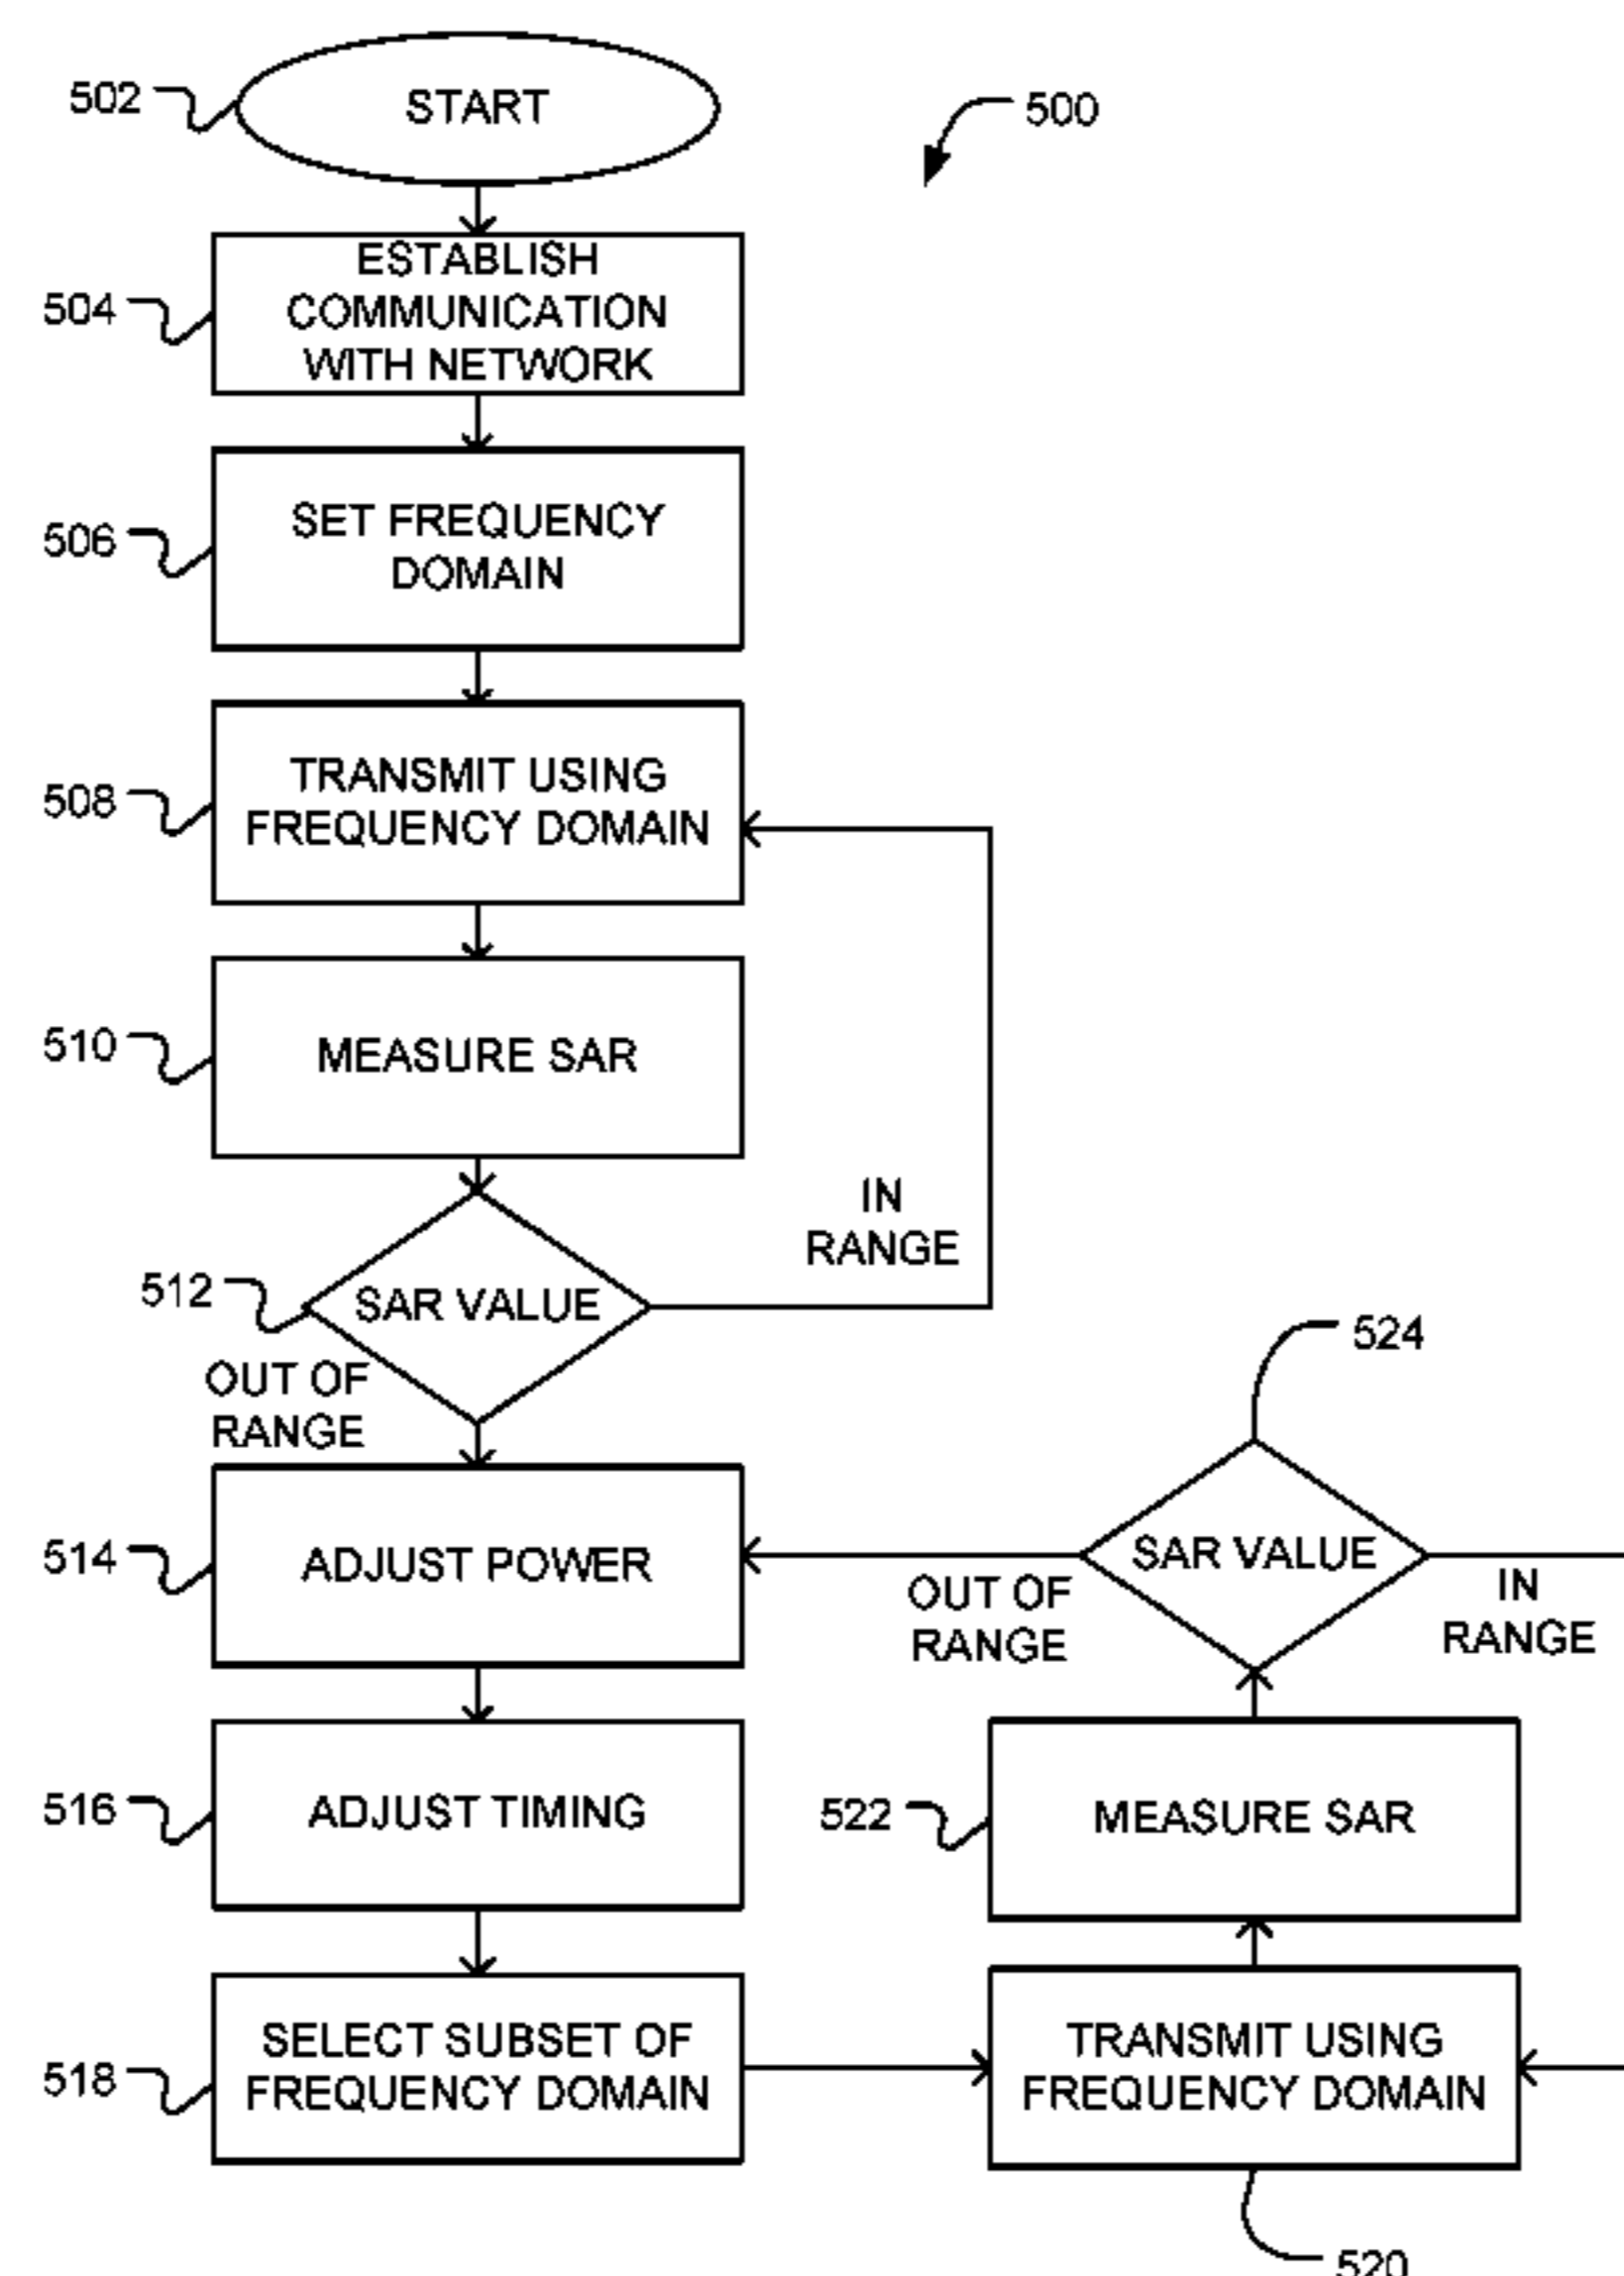 502
START
500
504
ESTABLISH
COMMUNICATION
WITH NETWORK
506
SET FREQUENCY
DOMAIN
508
TRANSMIT USING
FREQUENCY DOMAIN
510
MEASURE SAR
IN
RANGE
512
SAR VALUE
OUT OF
RANGE
524
514
ADJUST POWER
SAR VALUE
OUT OF
RANGE
IN
RANGE
516
ADJUST TIMING
522
MEASURE SAR
518
SELECT SUBSET OF
FREQUENCY DOMAIN
TRANSMIT USING
FREQUENCY DOMAIN
520